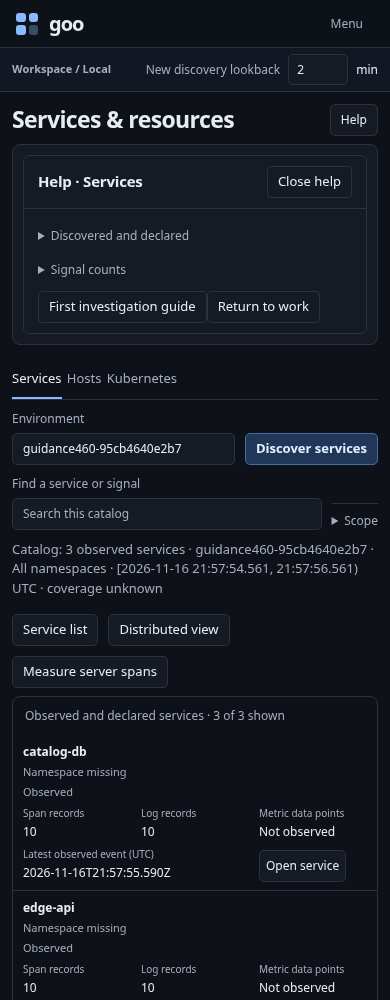 goo
Menu
Workspace / Local
New discovery lookback
2
min
Services & resources
Help
Help · Services
Close help
Discovered and declared
Signal counts
First investigation guide
Return to work
Services Hosts Kubernetes
Environment
guidance460-95cb4640e2b7
Discover services
Find a service or signal
Search this catalog
Scope
Catalog: 3 observed services · guidance460-95cb4640e2b7 ·
All namespaces · [2026-11-16 21:57:54.561, 21:57:56.561)
UTC · coverage unknown
Service list
Distributed view
Measure server spans
Observed and declared services · 3 of 3 shown
catalog-db
Namespace missing
Observed
Span records Log records Metric data points
10 10 Not observed
Latest observed event (UTC)
2026-11-16T21:57:55.590Z
Open service
edge-api
Namespace missing
Observed
Span records Log records Metric data points
10 10 Not observed